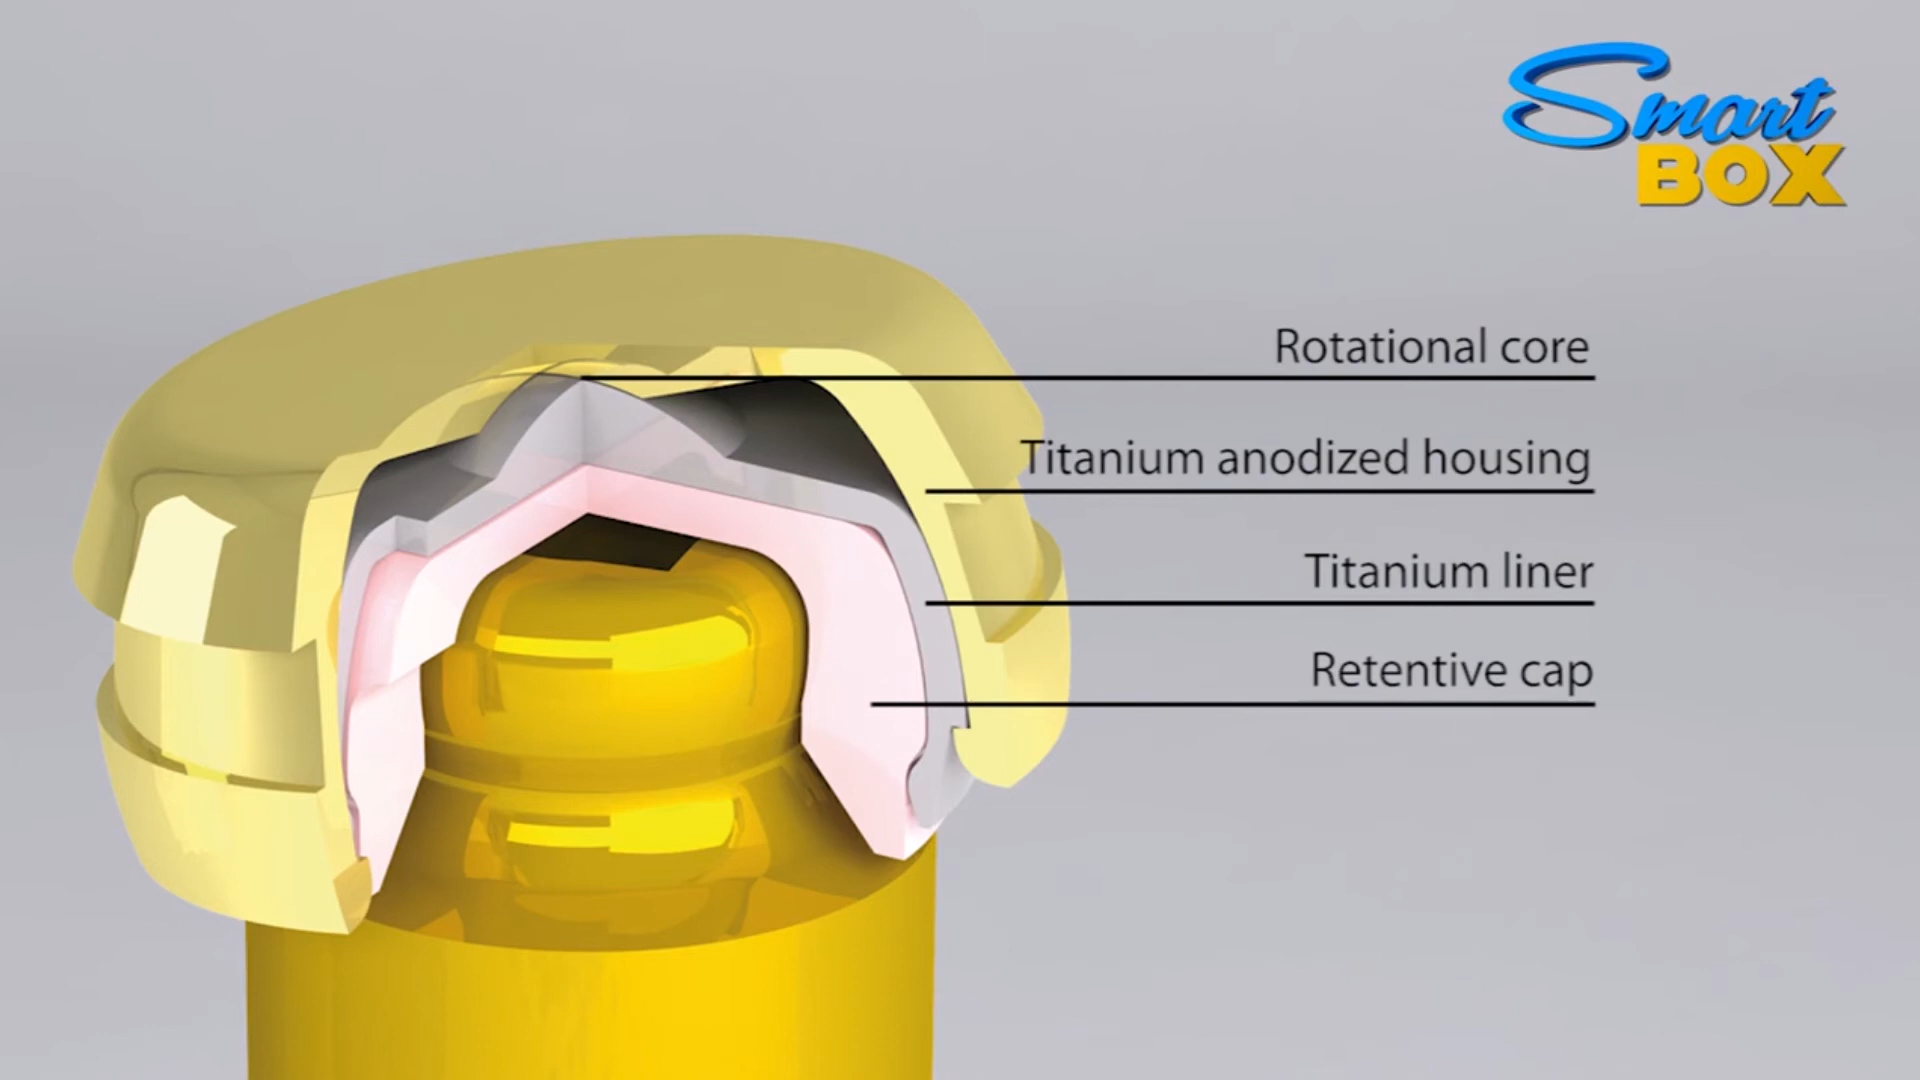 Smart
BOX
Rotational core
Titanium anodized housing
Titanium liner
Retentive cap